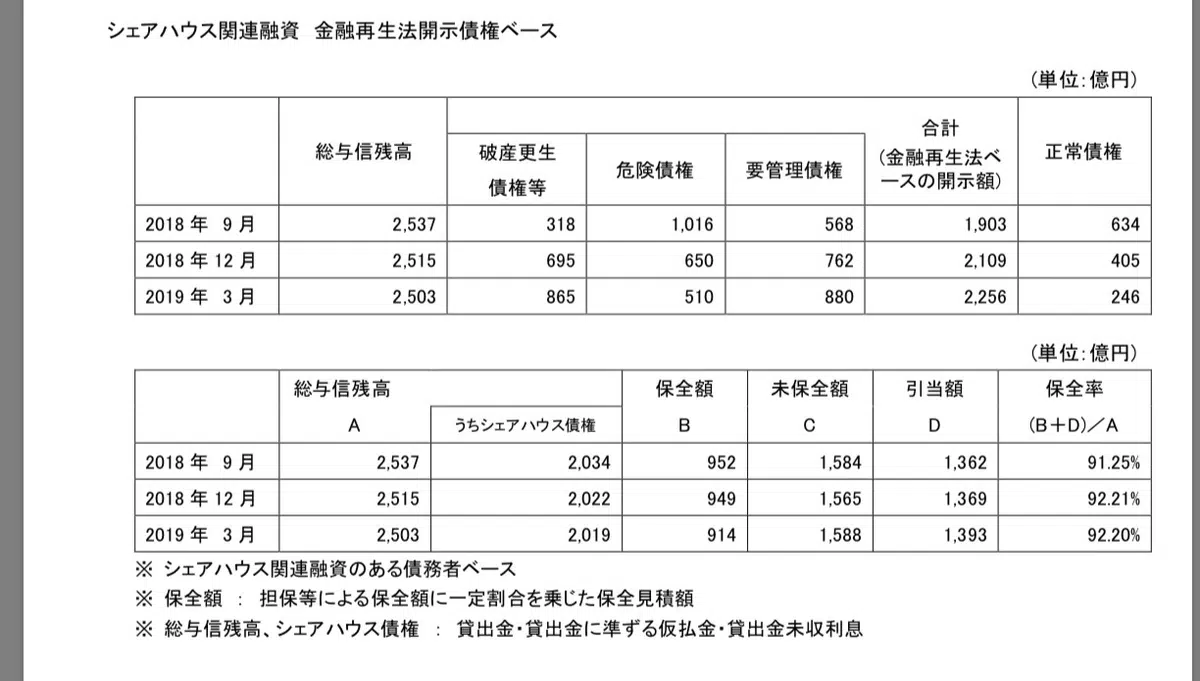 シェアハウス関連融資 金融再生法開示債権ベース
(単位:億円)
総与信残高 破産更生債権等 危険債権 要管理債権 合計(金融再生法ベースの開示額) 正常債権
2018年 9月 2,537 318 1,016 568 1,903 634
2018年12月 2,515 695 650 762 2,109 405
2019年 3月 2,503 865 510 880 2,256 246
(単位:億円)
総与信残高 保全額 未保全額 引当額 保全率
A うちシェアハウス債権 B C D (B+D)/A
2018年 9月 2,537 2,034 952 1,584 1,362 91.25%
2018年12月 2,515 2,022 949 1,565 1,369 92.21%
2019年 3月 2,503 2,019 914 1,588 1,393 92.20%
※ シェアハウス関連融資のある債務者ベース
※ 保全額 : 担保等による保全額に一定割合を乗じた保全見積額
※ 総与信残高、シェアハウス債権 : 貸出金・貸出金に準ずる仮払金・貸出金未収利息